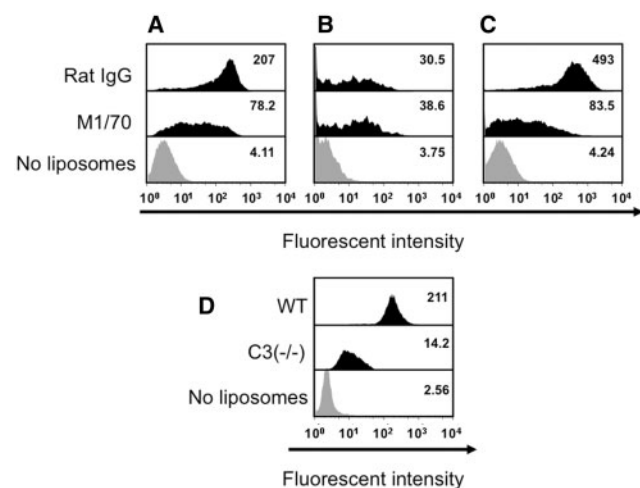 A B C
Rat IgG 207 30.5 493
M1/70 78.2 38.6 83.5
No liposomes 4.11 3.75 4.24
10⁰ 10¹ 10² 10³ 10⁴ 10⁰ 10¹ 10² 10³ 10⁴ 10⁰ 10¹ 10² 10³ 10⁴
Fluorescent intensity
D WT 211
C3(-/-) 14.2
No liposomes 2.56
10⁰ 10¹ 10² 10³ 10⁴
Fluorescent intensity